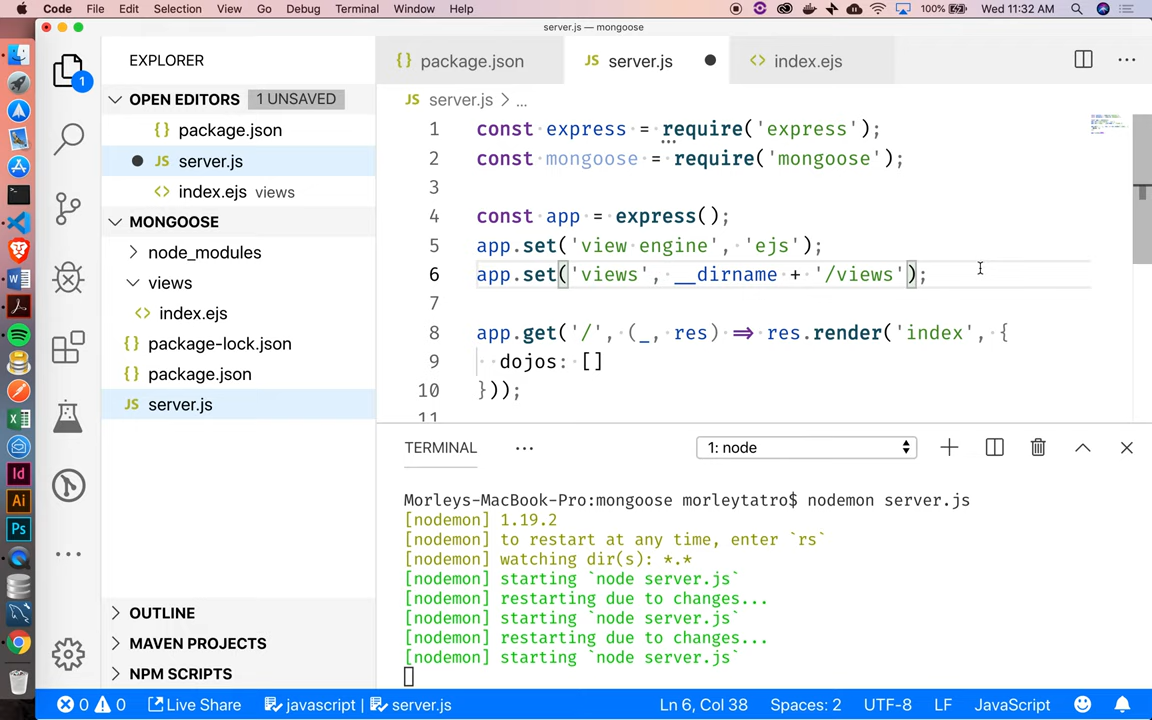 Code File Edit Selection View Go Debug Terminal Window Help 100% Wed 11:32 AM
server.js — mongoose
EXPLORER
1
OPEN EDITORS 1 UNSAVED
{} package.json
server.js
<> index.ejs views
MONGOOSE
node_modules
views
<> index.ejs
{} package-lock.json
{} package.json
JS server.js
OUTLINE
MAVEN PROJECTS
NPM SCRIPTS
{} package.json JS server.js <> index.ejs
JS server.js > ...
1 const express = require('express');
2 const mongoose = require('mongoose');
3
4 const app = express();
5 app.set('view engine', 'ejs');
6 app.set('views', __dirname + '/views');
7
8 app.get('/', (_, res) => res.render('index', {
9 dojos: []
10 }));
11
TERMINAL ... 1: node
Morleys-MacBook-Pro:mongoose morleytatro$ nodemon server.js
[nodemon] 1.19.2
[nodemon] to restart at any time, enter `rs`
[nodemon] watching dir(s): *.*
[nodemon] starting `node server.js`
[nodemon] restarting due to changes...
[nodemon] starting `node server.js`
[nodemon] restarting due to changes...
[nodemon] starting `node server.js`
0 0 Live Share javascript | server.js Ln 6, Col 38 Spaces: 2 UTF-8 LF JavaScript
W
X
Id
Ai
Ps